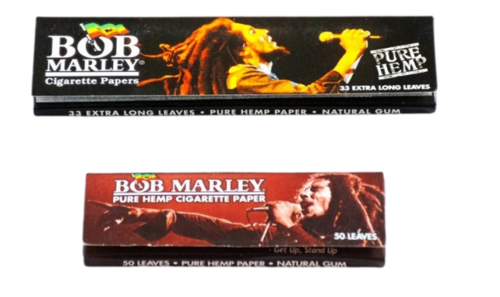 BOB
MARLEY®
Cigarette Papers
PURE
HEMP
33 EXTRA LONG LEAVES
33 EXTRA LONG LEAVES • PURE HEMP PAPER • NATURAL GUM
BOB MARLEY
PURE HEMP CIGARETTE PAPER
50 LEAVES
Get Up, Stand Up
50 LEAVES • PURE HEMP PAPER • NATURAL GUM